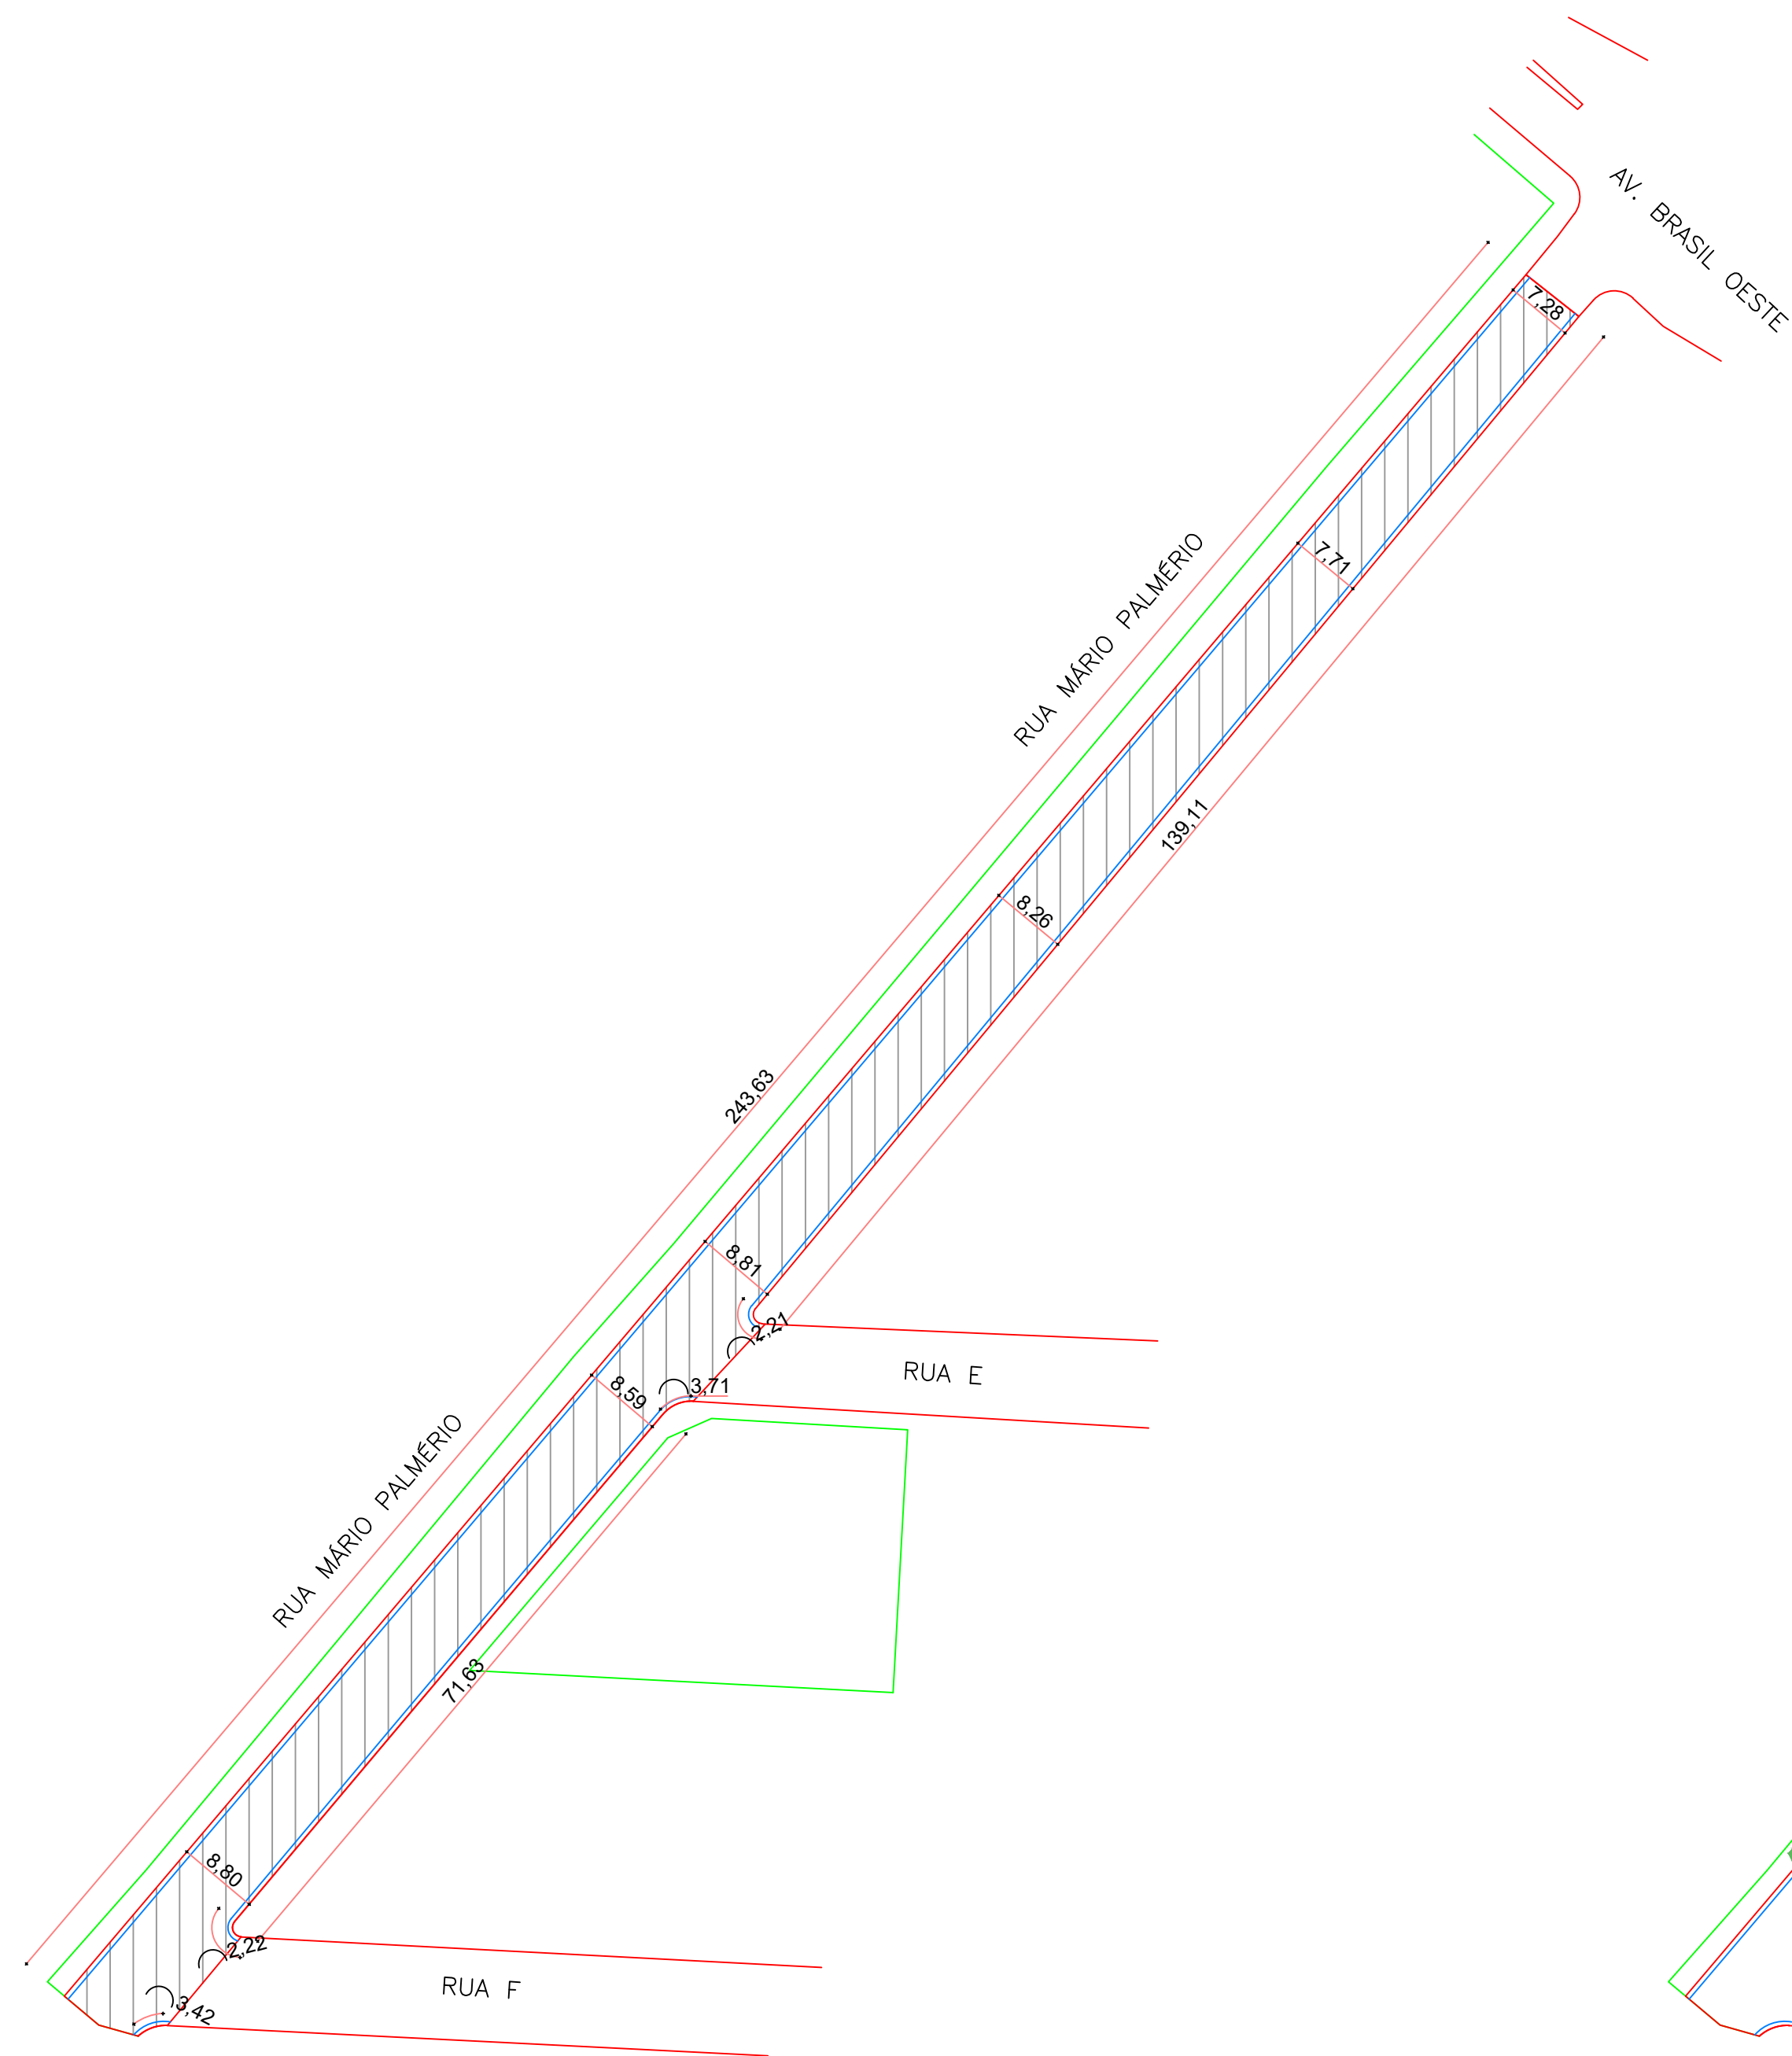 AV. BRASIL OESTE
7,28
7,71
RUA MÁRIO PALMÉRIO
139,11
8,26
243,63
8,81
2,21
RUA E
3,71
8,59
RUA MÁRIO PALMÉRIO
71,63
8,80
2,22
RUA F
3,42